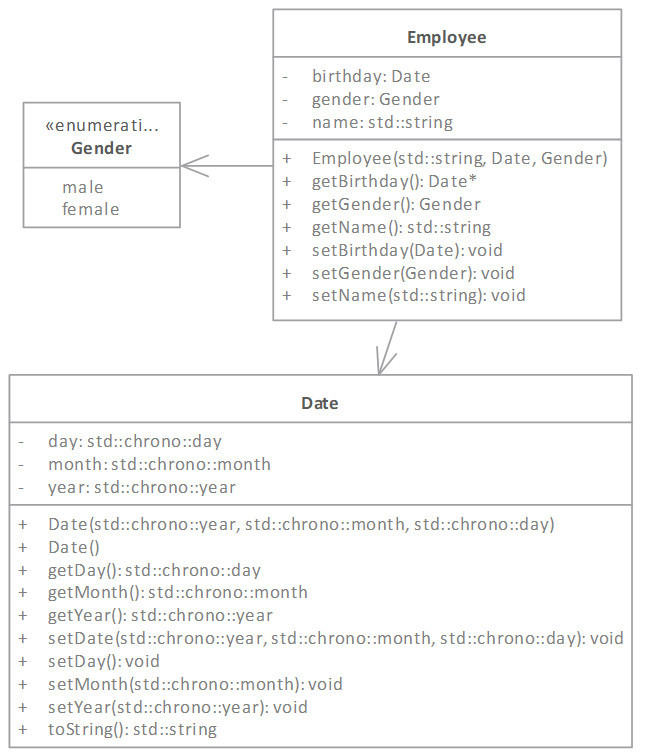 Employee
- birthday: Date
- gender: Gender
- name: std::string
+ Employee(std::string, Date, Gender)
+ getBirthday(): Date*
+ getGender(): Gender
+ getName(): std::string
+ setBirthday(Date): void
+ setGender(Gender): void
+ setName(std::string): void
«enumerati...
Gender
male
female
Date
- day: std::chrono::day
- month: std::chrono::month
- year: std::chrono::year
+ Date(std::chrono::year, std::chrono::month, std::chrono::day)
+ Date()
+ getDay(): std::chrono::day
+ getMonth(): std::chrono::month
+ getYear(): std::chrono::year
+ setDate(std::chrono::year, std::chrono::month, std::chrono::day): void
+ setDay(): void
+ setMonth(std::chrono::month): void
+ setYear(std::chrono::year): void
+ toString(): std::string